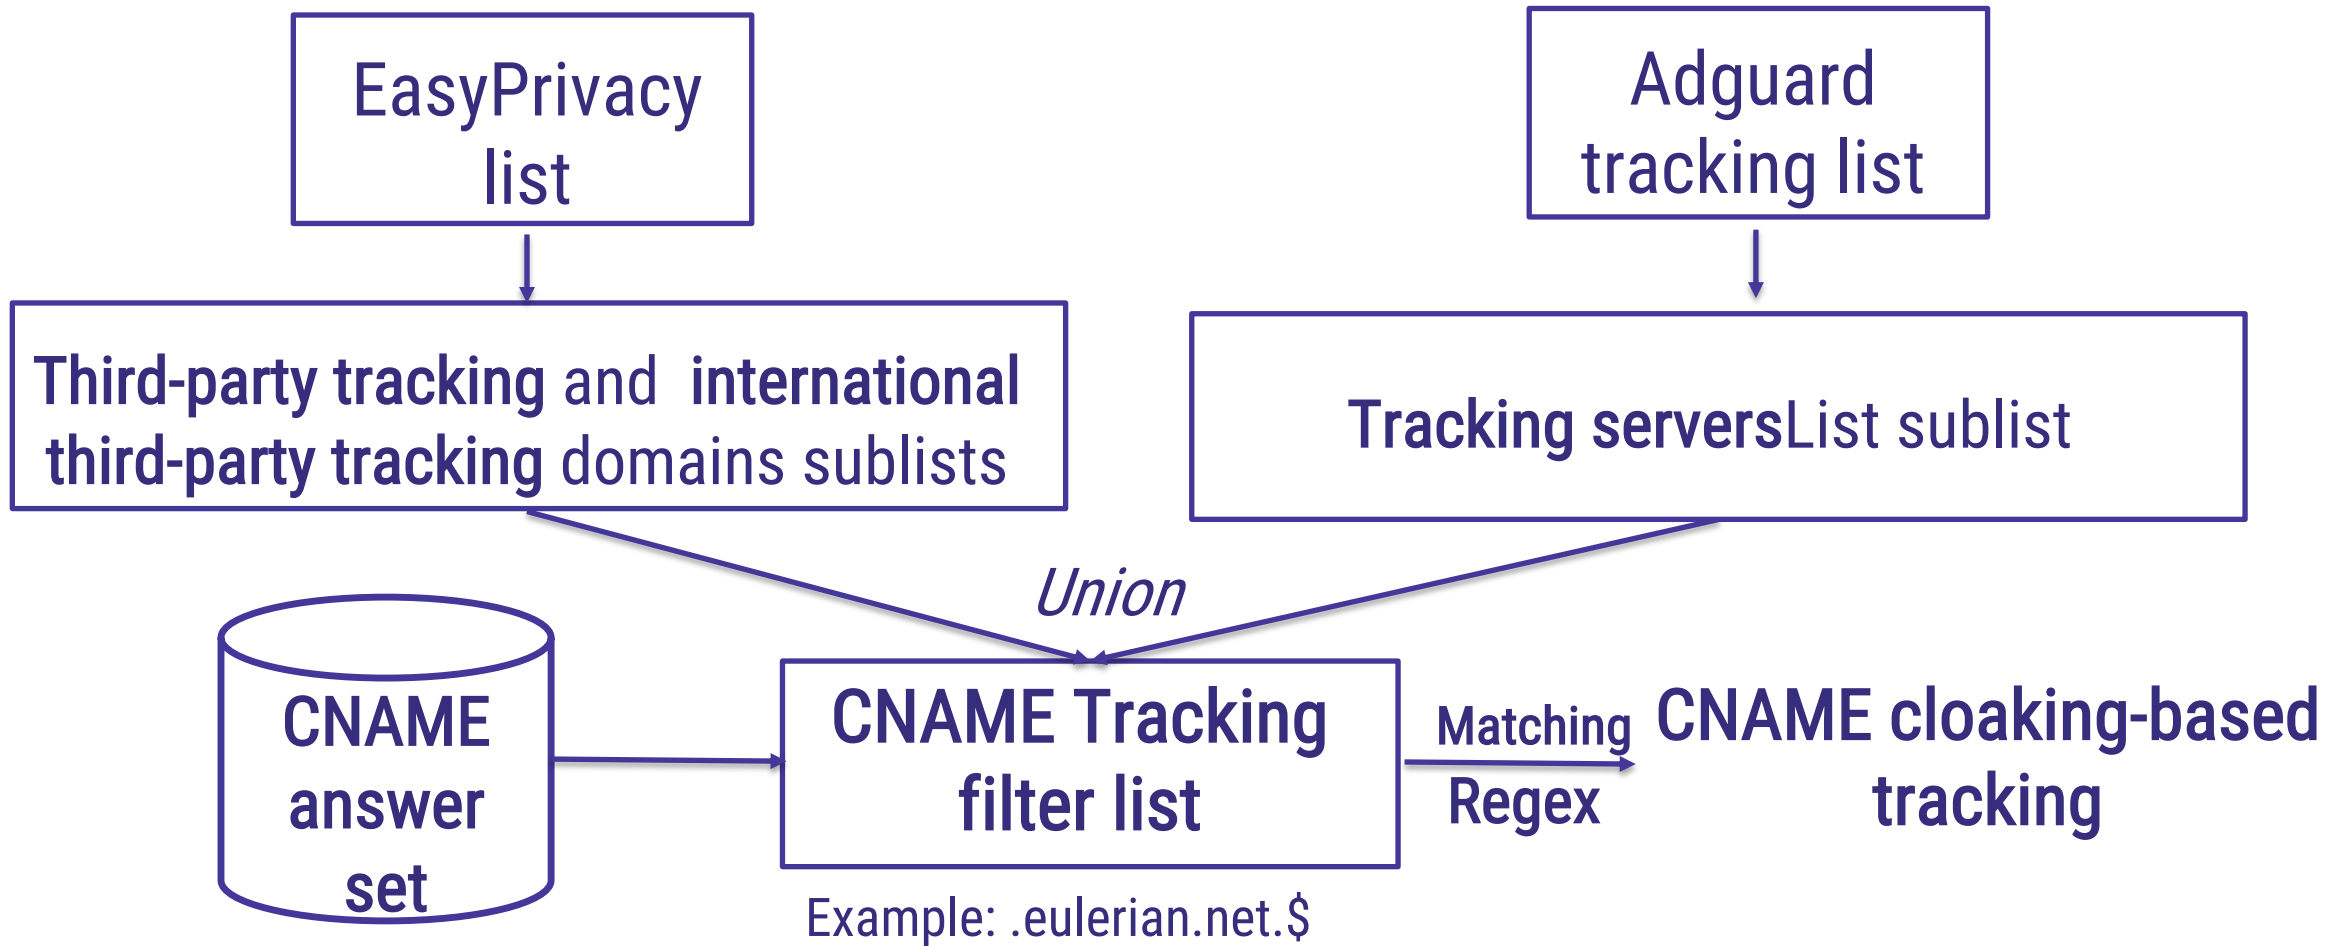 EasyPrivacy
list
Adguard
tracking list
Third-party tracking and international
third-party tracking domains sublists
Tracking serversList sublist
Union
CNAME
answer
set
CNAME Tracking
filter list
Matching
Regex
CNAME cloaking-based
tracking
Example: .eulerian.net.$